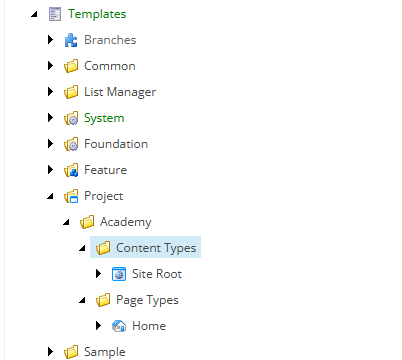 Templates
Branches
Common
List Manager
System
Foundation
Feature
Project
Academy
Content Types
Site Root
Page Types
Home
Sample